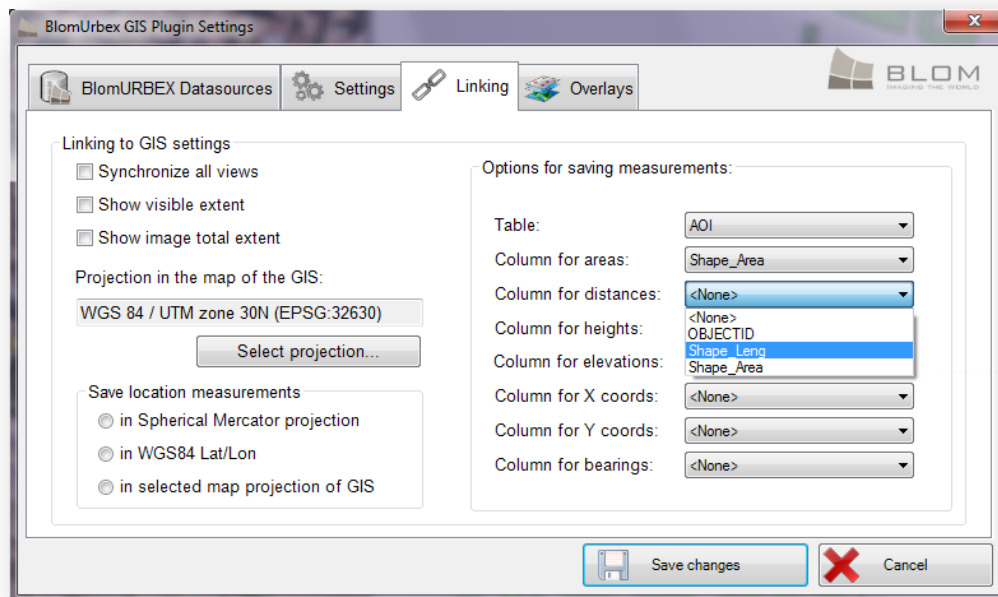 BlomUrbex GIS Plugin Settings
BLOM
IMAGING THE WORLD
BlomURBEX Datasources
Settings
Linking
Overlays
Linking to GIS settings
Synchronize all views
Show visible extent
Show image total extent
Projection in the map of the GIS:
WGS 84 / UTM zone 30N (EPSG:32630)
Select projection...
Save location measurements
in Spherical Mercator projection
in WGS84 Lat/Lon
in selected map projection of GIS
Options for saving measurements:
Table: AOI
Column for areas: Shape_Area
Column for distances: <None>
<None>
OBJECTID
Shape_Leng
Shape_Area
Column for heights:
Column for elevations:
Column for X coords: <None>
Column for Y coords: <None>
Column for bearings: <None>
Save changes
Cancel